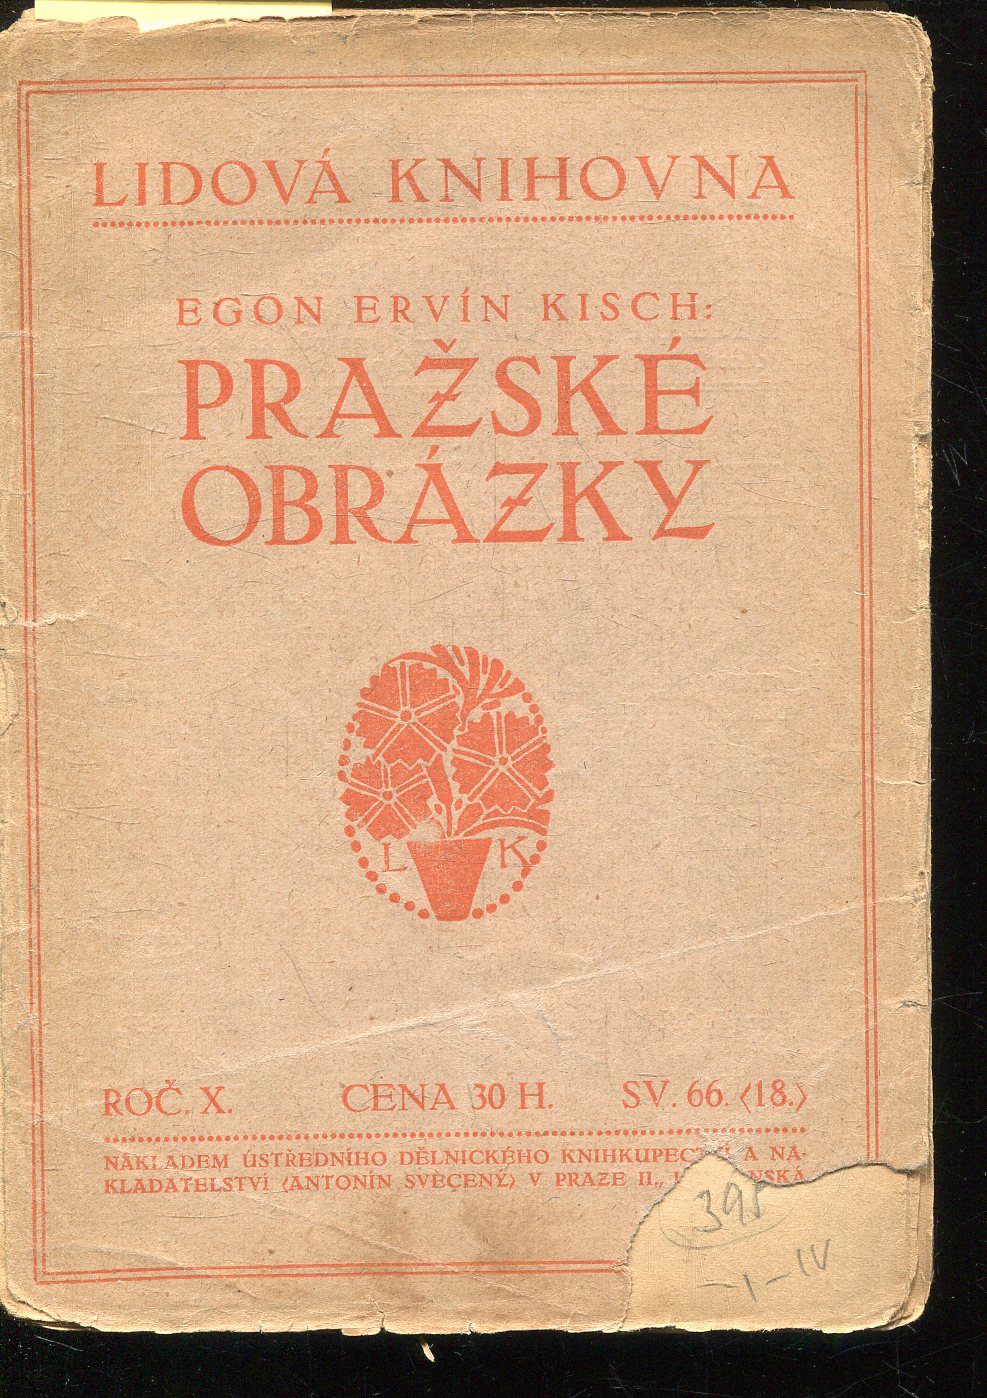 LIDOVÁ KNIHOVNA
EGON ERVÍN KISCH:
PRAŽSKÉ
OBRÁZKY
L K
ROČ. X. CENA 30 H. SV. 66. (18.)
NÁKLADEM ÚSTŘEDNÍHO DĚLNICKÉHO KNIHKUPECTVÍ A NA-
KLADATELSTVÍ (ANTONÍN SVĚCENÝ) V PRAZE II.,
395
-I-IV